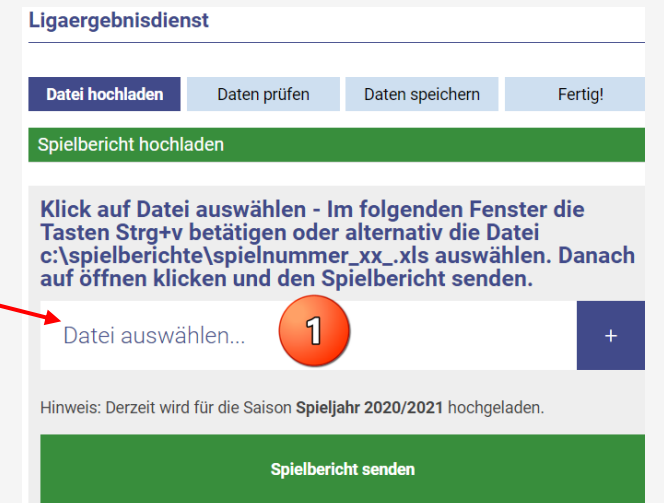 Ligaergebnisdienst
Datei hochladen Daten prüfen Daten speichern Fertig!
Spielbericht hochladen
Klick auf Datei auswählen - Im folgenden Fenster die
Tasten Strg+v betätigen oder alternativ die Datei
c:\spielberichte\spielnummer_xx_.xls auswählen. Danach
auf öffnen klicken und den Spielbericht senden.
Datei auswählen... 1 +
Hinweis: Derzeit wird für die Saison Spieljahr 2020/2021 hochgeladen.
Spielbericht senden